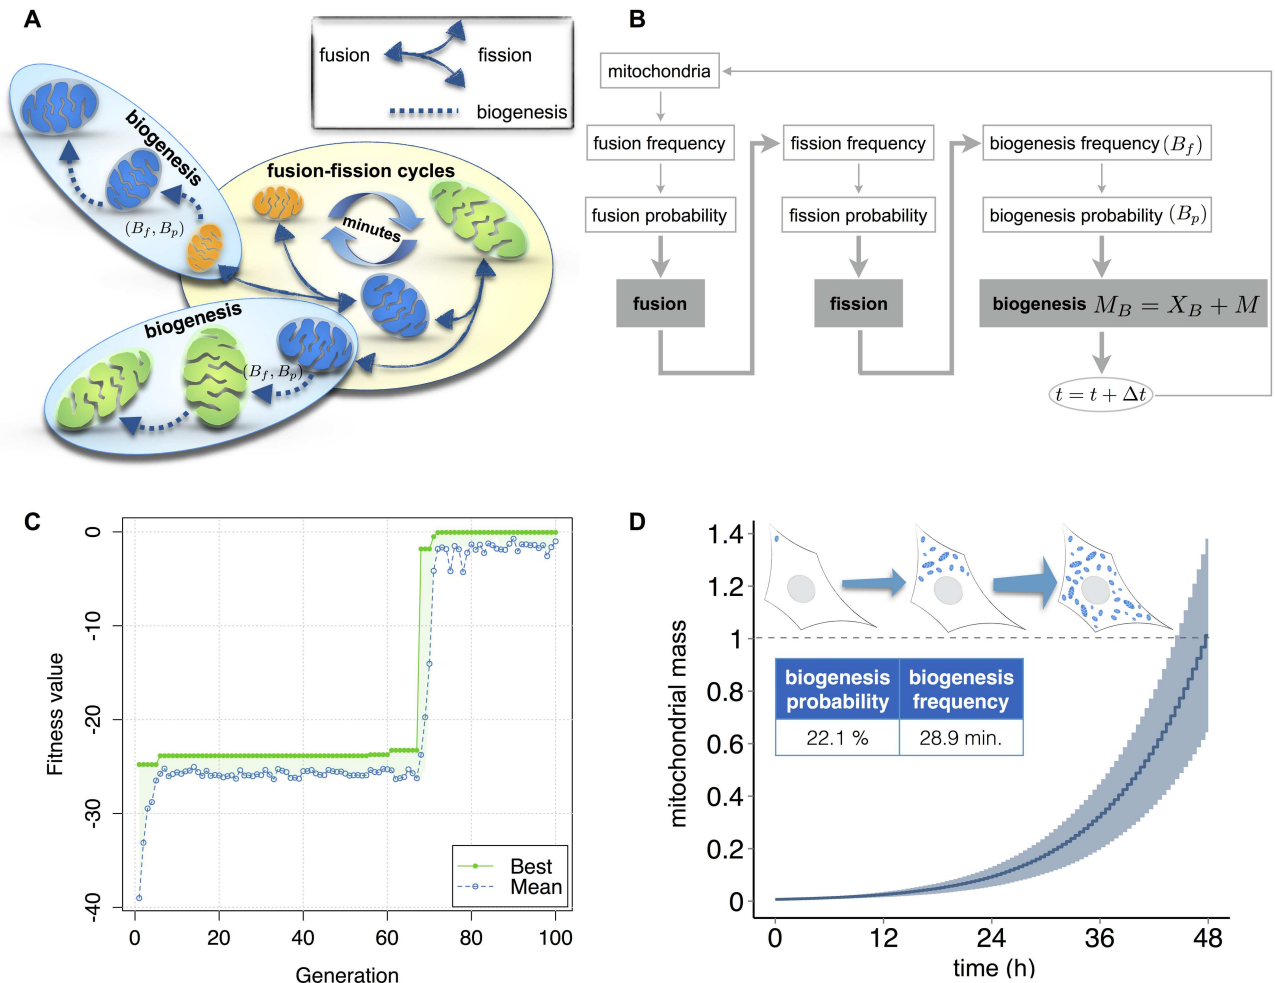 A
fusion
fission
biogenesis
biogenesis
(B_f, B_p)
fusion-fission cycles
minutes
biogenesis
(B_f, B_p)
B
mitochondria
fusion frequency
fission frequency
biogenesis frequency (B_f)
fusion probability
fission probability
biogenesis probability (B_p)
fusion
fission
biogenesis M_B = X_B + M
t = t + Δt
C
Fitness value
0
-10
-20
-30
-40
Best
Mean
0 20 40 60 80 100
Generation
D
mitochondrial mass
1.4
1.2
1
0.8
0.6
0.4
0.2
0
biogenesis probability
biogenesis frequency
22.1 %
28.9 min.
0 12 24 36 48
time (h)